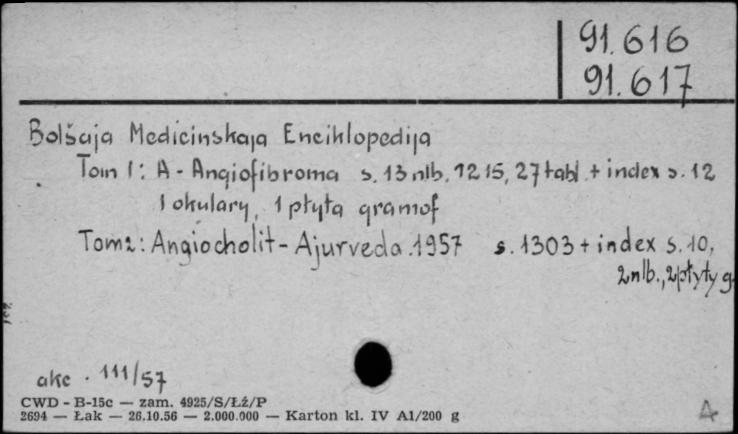 91.616
91.617
Bolšaja Medicinskaja Enciklopedija
Tom 1: A - Angiofibroma s. 13 nlb. 1215, 27 tabl + index s. 12
1 okulary, 1 płyta gramof
Tom 2: Angiocholit - Ajurveda. 1957 s. 1303 + index s. 10,
2 nlb., 2 płyty g.
akc. 111/57
CWD - B-15c — zam. 4925/S/Łż/P
2694 — Łak — 26.10.56 — 2.000.000 — Karton kl. IV A1/200 g
A